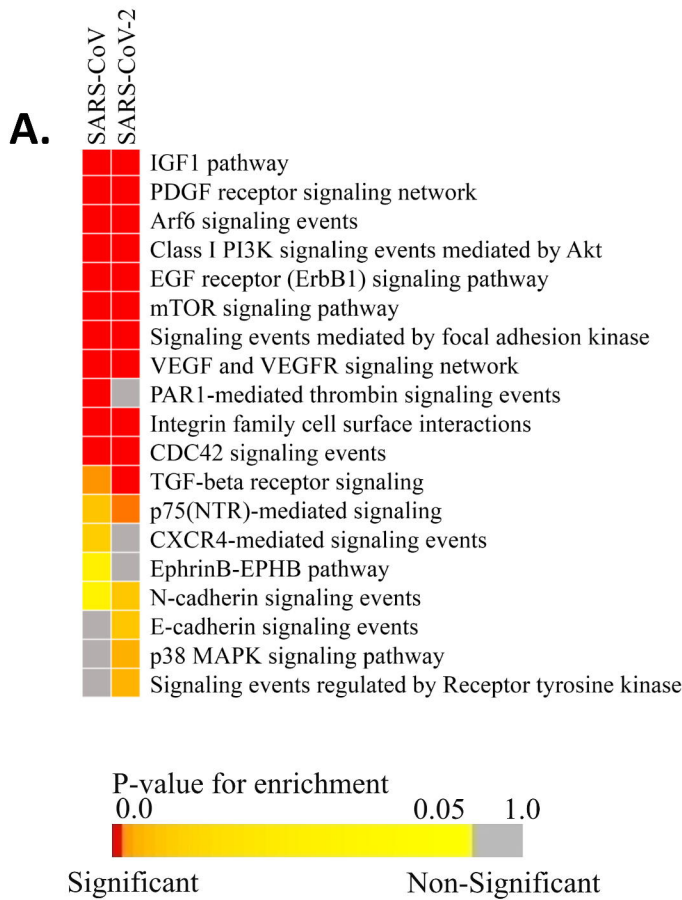 A.
SARS-CoV
SARS-CoV-2
IGF1 pathway
PDGF receptor signaling network
Arf6 signaling events
Class I PI3K signaling events mediated by Akt
EGF receptor (ErbB1) signaling pathway
mTOR signaling pathway
Signaling events mediated by focal adhesion kinase
VEGF and VEGFR signaling network
PAR1-mediated thrombin signaling events
Integrin family cell surface interactions
CDC42 signaling events
TGF-beta receptor signaling
p75(NTR)-mediated signaling
CXCR4-mediated signaling events
EphrinB-EPHB pathway
N-cadherin signaling events
E-cadherin signaling events
p38 MAPK signaling pathway
Signaling events regulated by Receptor tyrosine kinase
P-value for enrichment
0.0 0.05 1.0
Significant Non-Significant